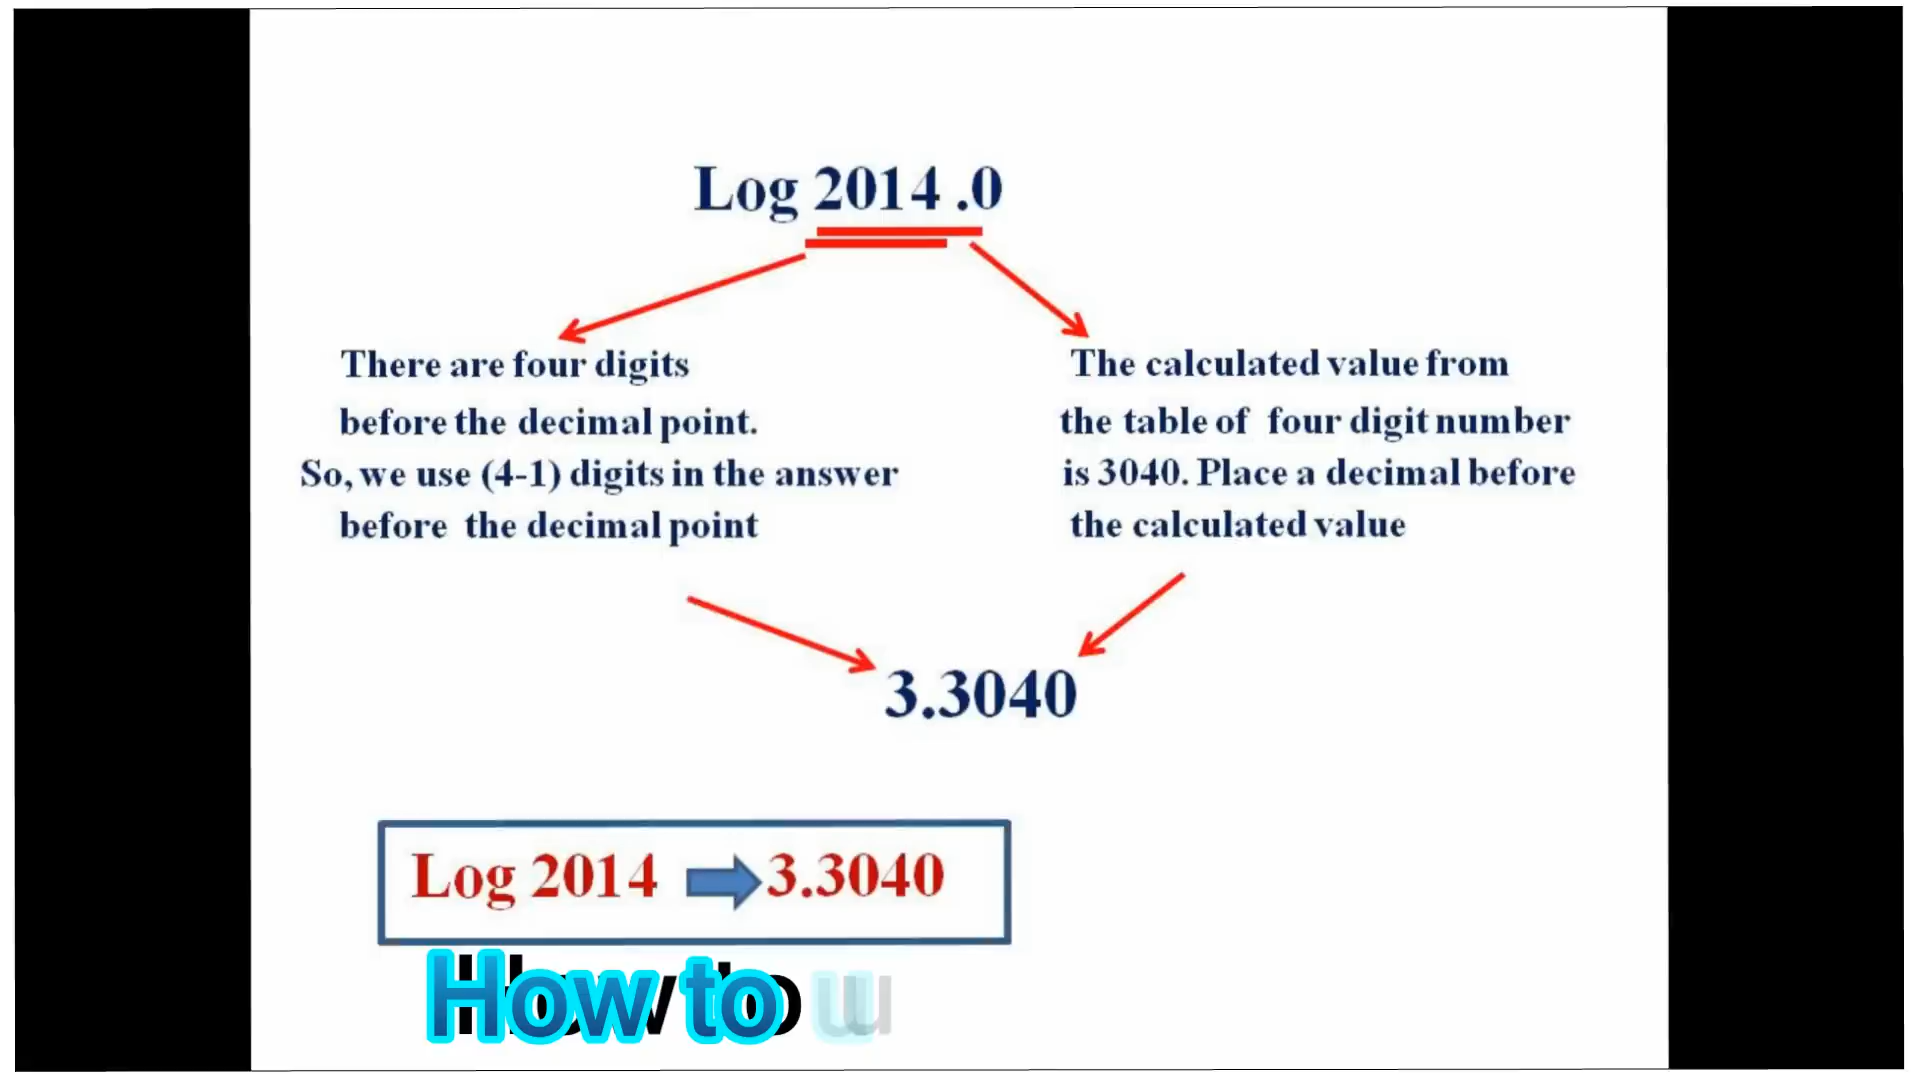 Log 2014 .0
There are four digits
before the decimal point.
So, we use (4-1) digits in the answer
before the decimal point
The calculated value from
the table of four digit number
is 3040. Place a decimal before
the calculated value
3.3040
Log 2014 3.3040
How to